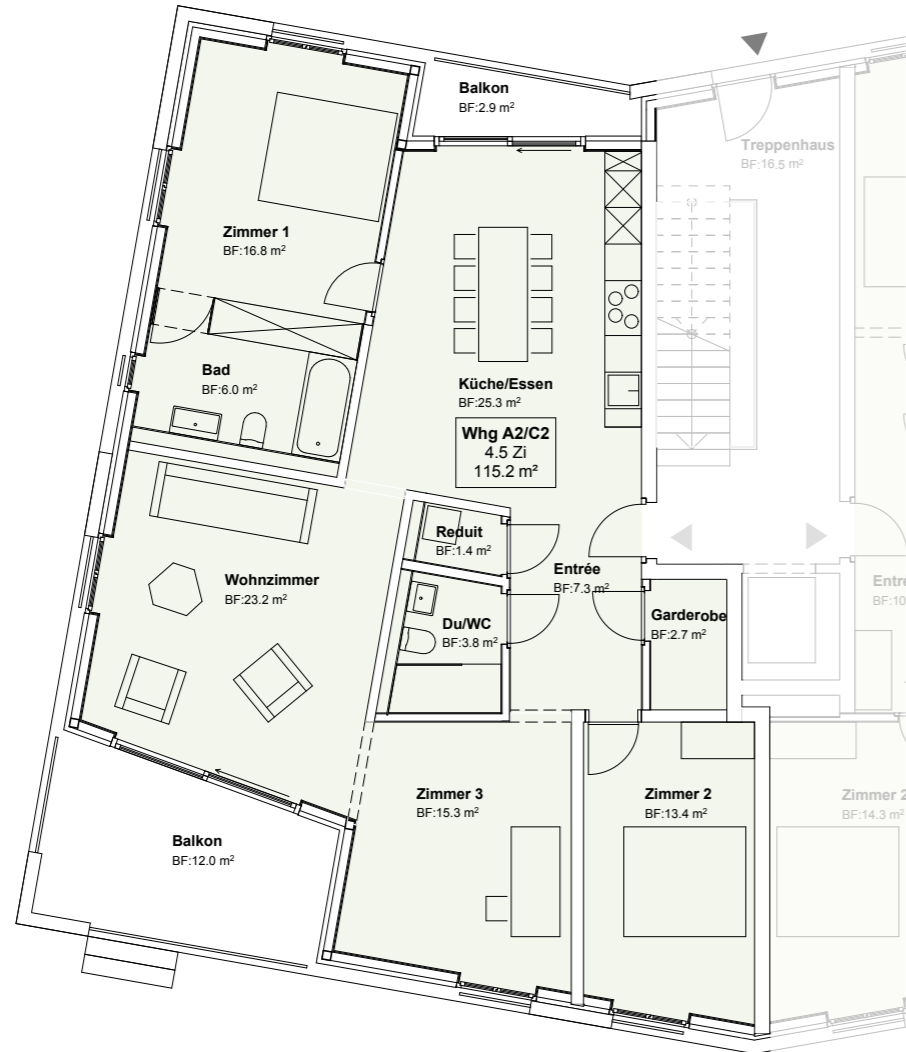 Balkon
BF:2.9 m²
Treppenhaus
BF:16.5 m²
Zimmer 1
BF:16.8 m²
Bad
BF:6.0 m²
Küche/Essen
BF:25.3 m²
Whg A2/C2
4.5 Zi
115.2 m²
Reduit
BF:1.4 m²
Entrée
BF:7.3 m²
Wohnzimmer
BF:23.2 m²
Du/WC
BF:3.8 m²
Garderobe
BF:2.7 m²
Entré
BF:10
Zimmer 3
BF:15.3 m²
Zimmer 2
BF:13.4 m²
Zimmer 2
BF:14.3 m²
Balkon
BF:12.0 m²